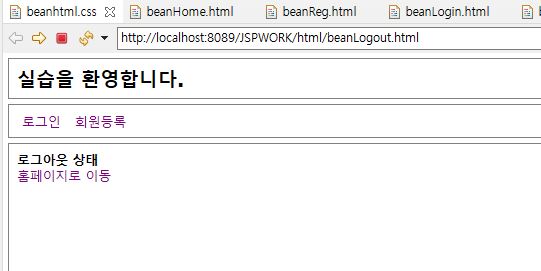 beanhtml.css beanHome.html beanReg.html beanLogin.html
http://localhost:8089/JSPWORK/html/beanLogout.html
실습을 환영합니다.
로그인 회원등록
로그아웃 상태
홈페이지로 이동